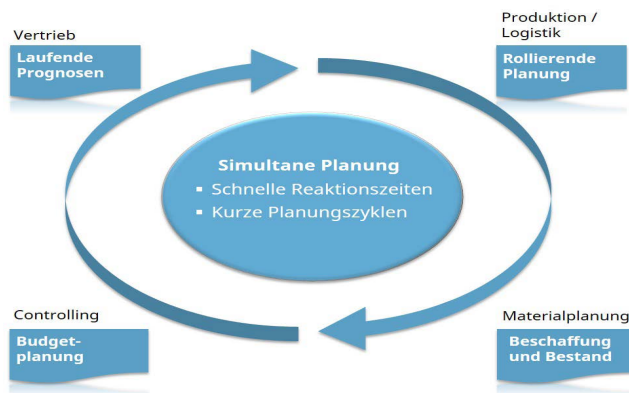 Vertrieb
Laufende
Prognosen
Produktion /
Logistik
Rollierende
Planung
Simultane Planung
▪ Schnelle Reaktionszeiten
▪ Kurze Planungszyklen
Controlling
Budget-
planung
Materialplanung
Beschaffung
und Bestand